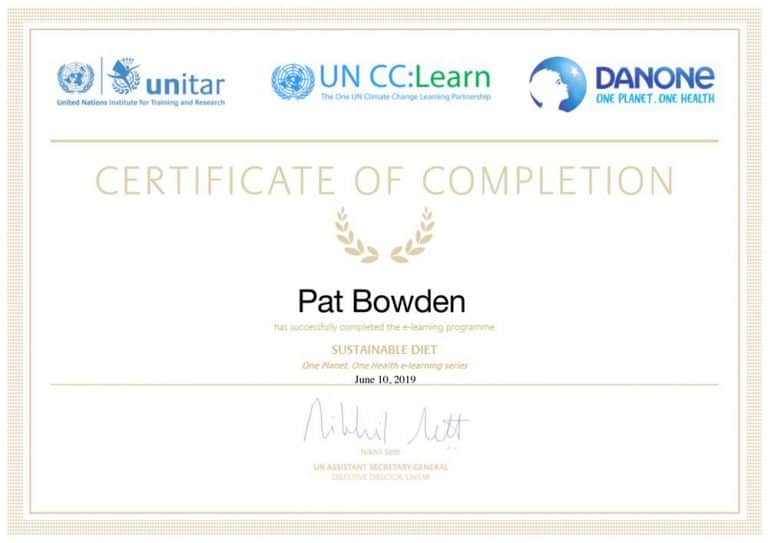 unitar
United Nations Institute for Training and Research
UN CC:Learn
The One UN Climate Change Learning Partnership
DANONE
ONE PLANET. ONE HEALTH
CERTIFICATE OF COMPLETION
Pat Bowden
has successfully completed the e-learning programme
SUSTAINABLE DIET
One Planet. One Health e-learning series
June 10, 2019
Nikhil Seth
Nikhil Seth
UN ASSISTANT SECRETARY-GENERAL
EXECUTIVE DIRECTOR, UNITAR